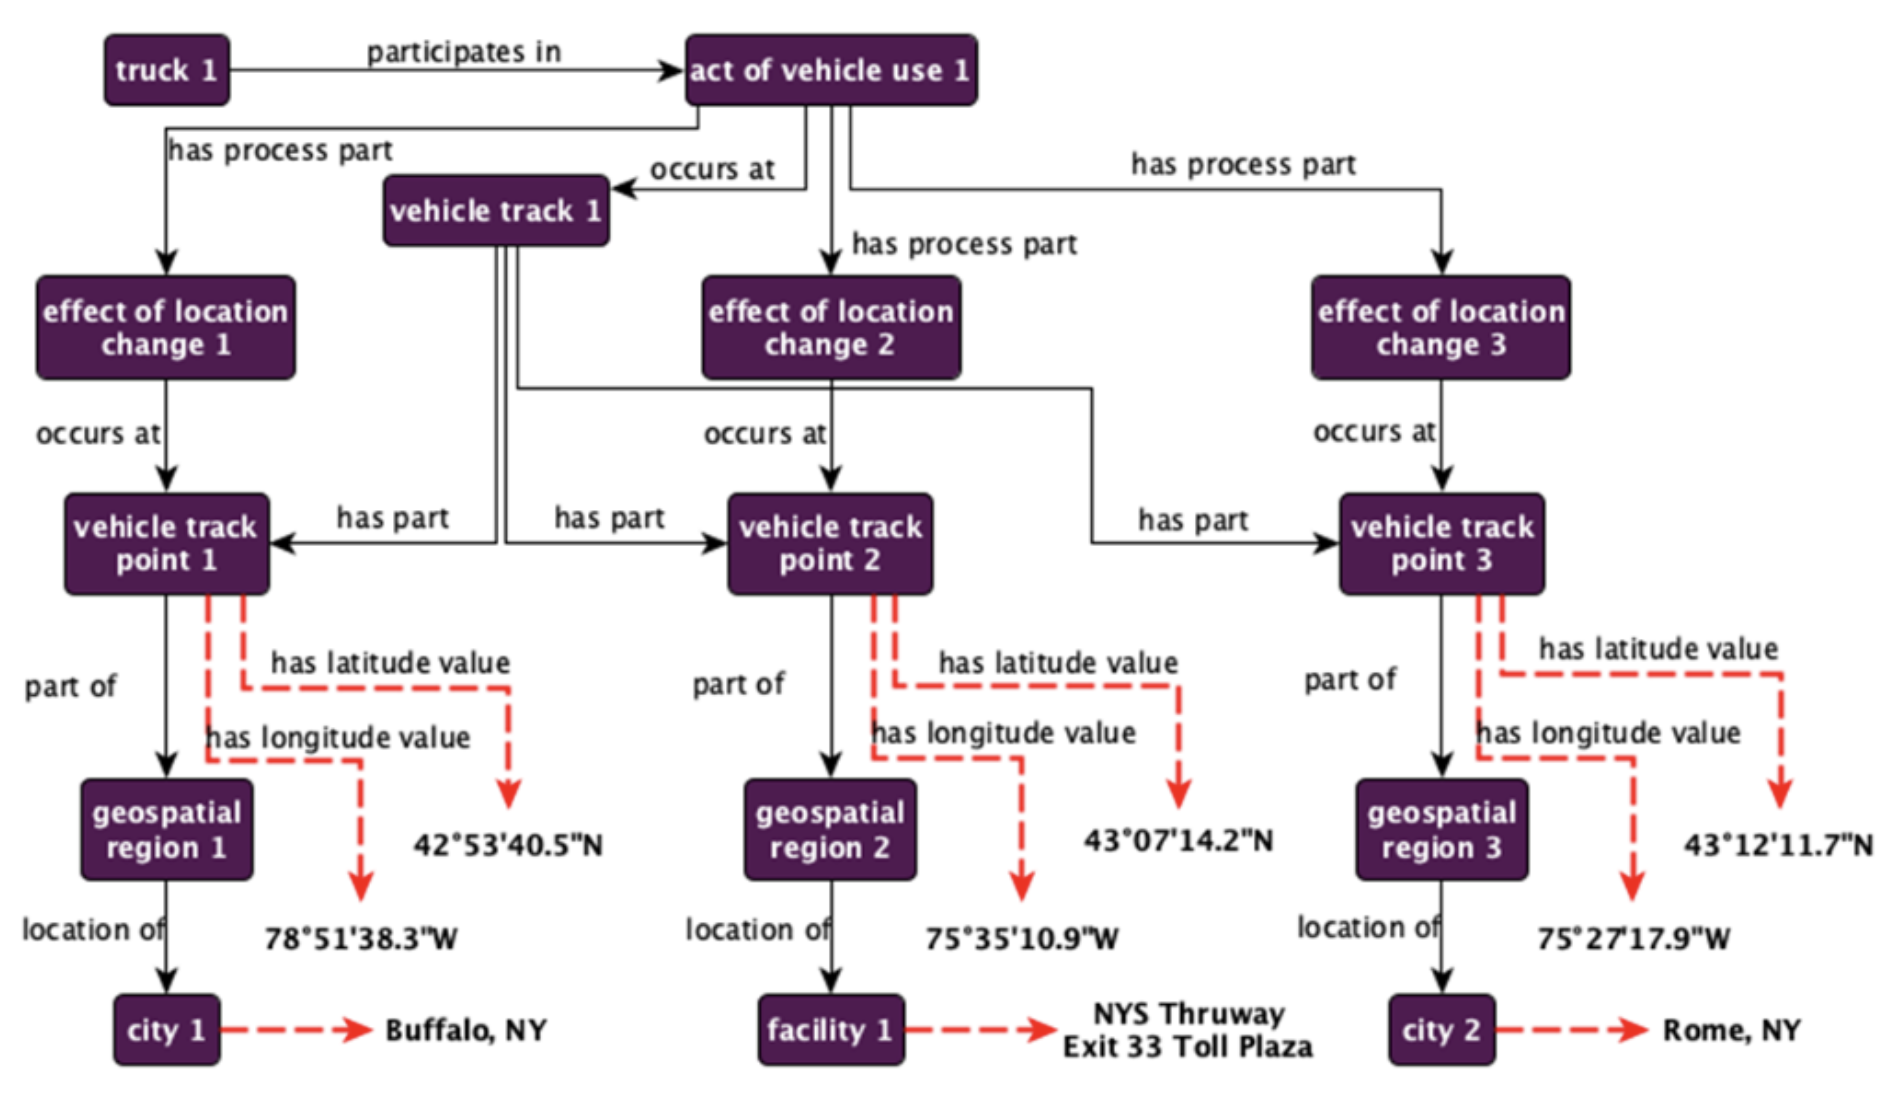 truck 1
participates in
act of vehicle use 1
has process part
occurs at
has process part
vehicle track 1
has process part
effect of location
change 1
effect of location
change 2
effect of location
change 3
occurs at
occurs at
occurs at
vehicle track
point 1
has part
has part
vehicle track
point 2
has part
vehicle track
point 3
part of
has latitude value
has longitude value
part of
has latitude value
has longitude value
part of
has latitude value
has longitude value
geospatial
region 1
42°53'40.5"N
geospatial
region 2
43°07'14.2"N
geospatial
region 3
43°12'11.7"N
location of
78°51'38.3"W
location of
75°35'10.9"W
location of
75°27'17.9"W
city 1
Buffalo, NY
facility 1
NYS Thruway
Exit 33 Toll Plaza
city 2
Rome, NY